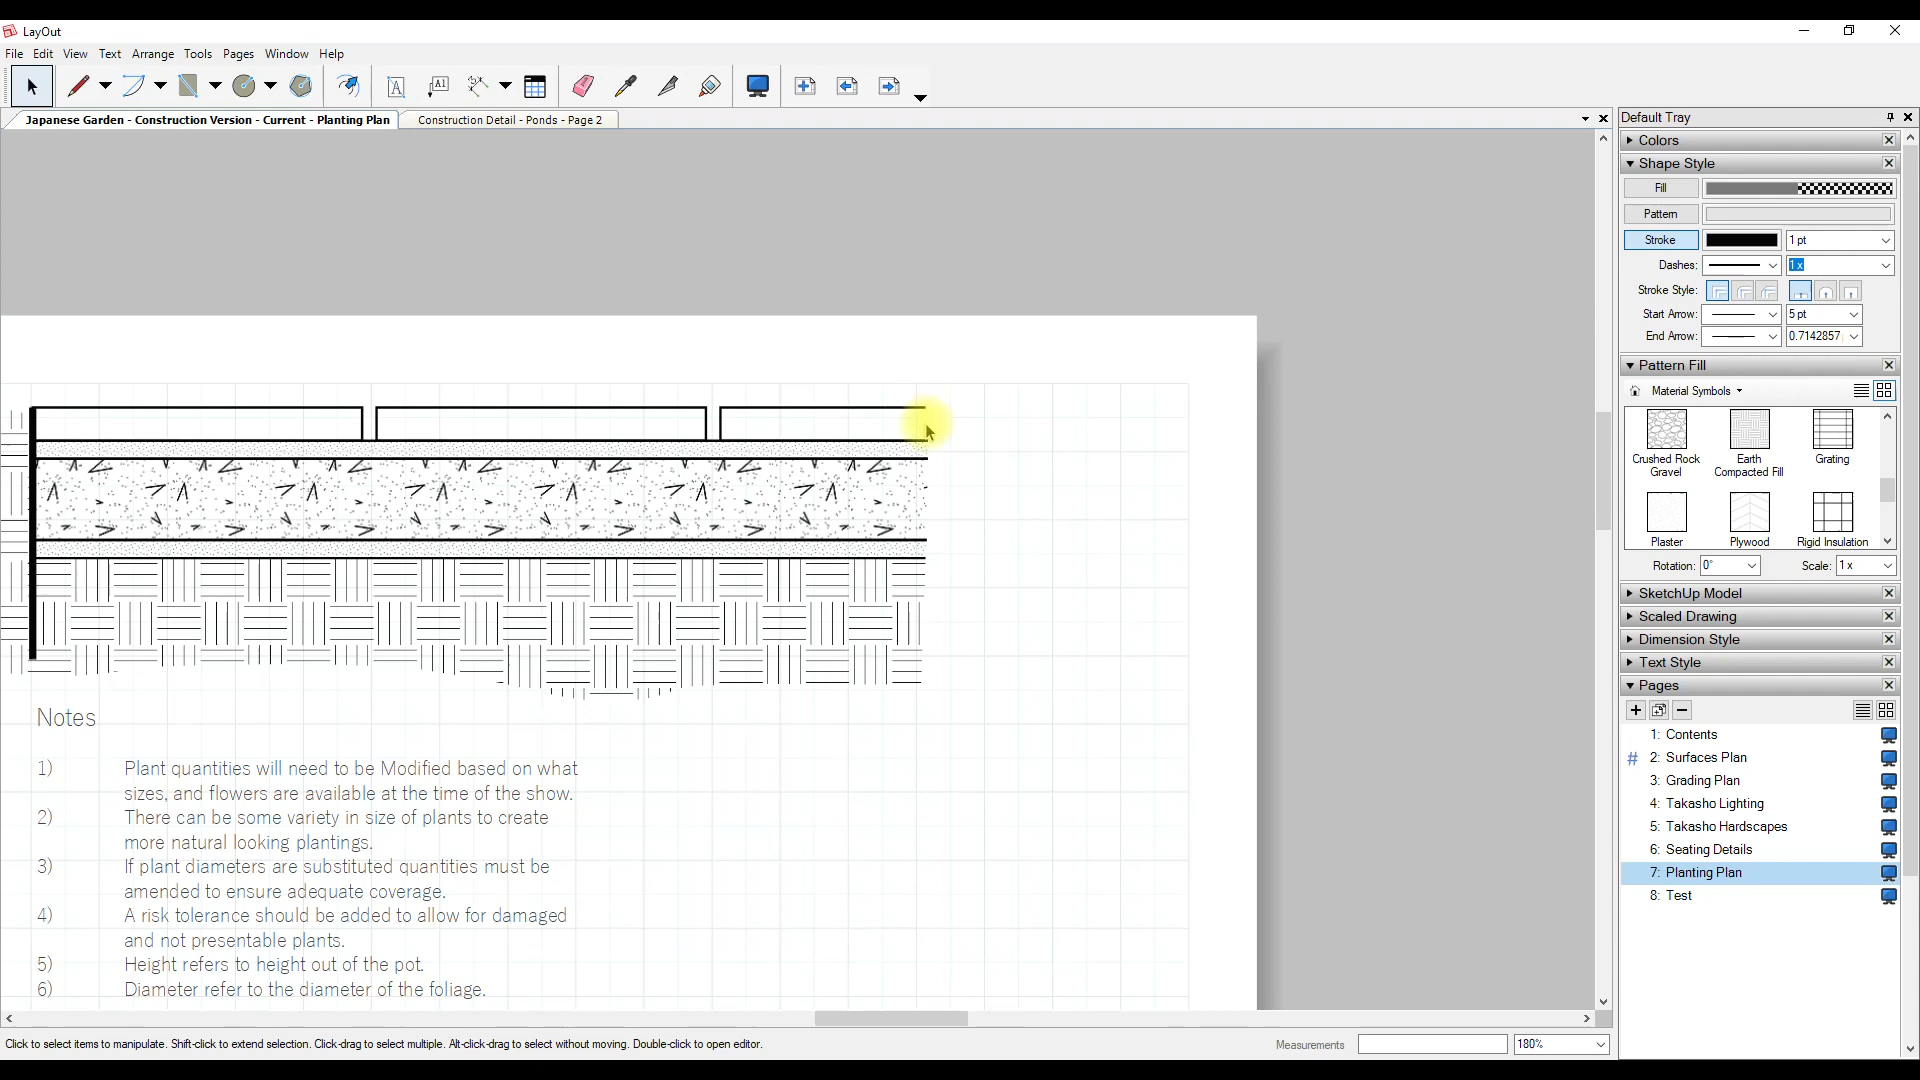 LayOut
File Edit View Text Arrange Tools Pages Window Help
A A1
Japanese Garden - Construction Version - Current - Planting Plan
Construction Detail - Ponds - Page 2
Default Tray
Colors
Shape Style
Fill
Pattern
Stroke 1 pt
Dashes: 1 x
Stroke Style:
Start Arrow: 5 pt
End Arrow: 0.7142857
Pattern Fill
Material Symbols
Crushed Rock Gravel
Earth Compacted Fill
Grating
Plaster Plywood Rigid Insulation
Rotation: 0° Scale: 1 x
SketchUp Model
Scaled Drawing
Dimension Style
Text Style
Pages
1: Contents
# 2: Surfaces Plan
3: Grading Plan
4: Takasho Lighting
5: Takasho Hardscapes
6: Seating Details
7: Planting Plan
8: Test
Notes
1) Plant quantities will need to be Modified based on what
sizes, and flowers are available at the time of the show.
2) There can be some variety in size of plants to create
more natural looking plantings.
3) If plant diameters are substituted quantities must be
amended to ensure adequate coverage.
4) A risk tolerance should be added to allow for damaged
and not presentable plants.
5) Height refers to height out of the pot.
6) Diameter refer to the diameter of the foliage.
Click to select items to manipulate. Shift-click to extend selection. Click-drag to select multiple. Alt-click-drag to select without moving. Double-click to open editor.
Measurements
180%